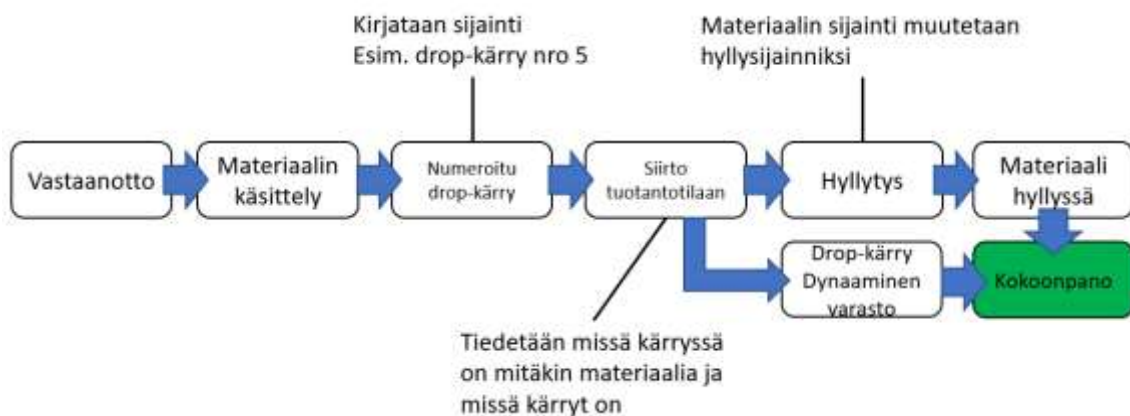 Kirjataan sijainti
Esim. drop-kärry nro 5
Materiaalin sijainti muutetaan
hyllysijainniksi
Vastaanotto
Materiaalin
käsittely
Numeroitu
drop-kärry
Siirto
tuotantotilaan
Hyllytys
Materiaali
hyllyssä
Drop-kärry
Dynaaminen
varasto
Kokoonpano
Tiedetään missä kärryssä
on mitäkin materiaalia ja
missä kärryt on